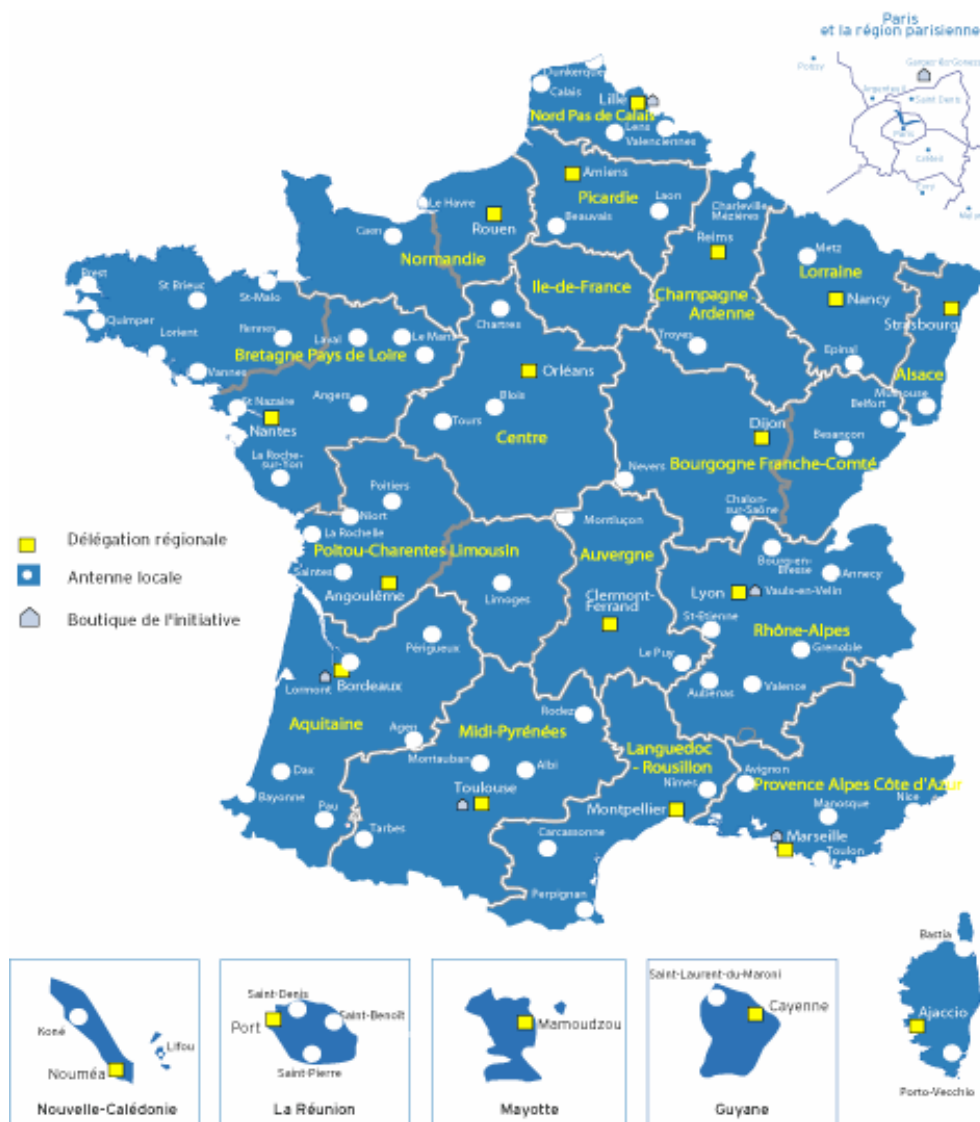 Paris
et la région parisienne
Poissy
Garges-lès-Gonesse
Argenteuil
Saint Denis
Paris
Créteil
Evry
Dunkerque
Calais
Lille
Nord Pas de Calais
Lens
Valenciennes
Amiens
Picardie
Laon
Beauvais
Charleville
Mézières
Le Havre
Rouen
Caen
Normandie
Reims
Metz
Lorraine
Ile-de-France
Champagne
Ardenne
Nancy
Strasbourg
Brest
St Brieuc
St-Malo
Chartres
Quimper
Lorient
Rennes
Laval
Le Mans
Troyes
Bretagne Pays de Loire
Epinal
Vannes
Orléans
Alsace
St Nazaire
Angers
Blois
Mulhouse
Belfort
Nantes
Tours
Centre
Dijon
Besançon
La Roche-
sur-Yon
Nevers
Bourgogne Franche-Comté
Poitiers
Niort
Chalon-
sur-Saône
Montluçon
La Rochelle
Poitou-Charentes Limousin
Auvergne
Bourg-en-
Bresse
Annecy
Saintes
Angoulême
Limoges
Clermont-
Ferrand
Lyon
Vaulx-en-Velin
St-Etienne
Rhône-Alpes
Périgueux
Le Puy
Grenoble
Lormont
Bordeaux
Aubenas
Valence
Aquitaine
Rodez
Agen
Midi-Pyrénées
Languedoc
- Rousillon
Montauban
Albi
Dax
Avignon
Provence Alpes Côte d'Azur
Bayonne
Toulouse
Nîmes
Nice
Pau
Montpellier
Manosque
Tarbes
Carcassonne
Marseille
Toulon
Perpignan
Délégation régionale
Antenne locale
Boutique de l'initiative
Bastia
Ajaccio
Porto-Vecchio
Koné
Lifou
Nouméa
Nouvelle-Calédonie
Saint-Denis
Port
Saint-Benoît
Saint-Pierre
La Réunion
Mamoudzou
Mayotte
Saint-Laurent-du-Maroni
Cayenne
Guyane